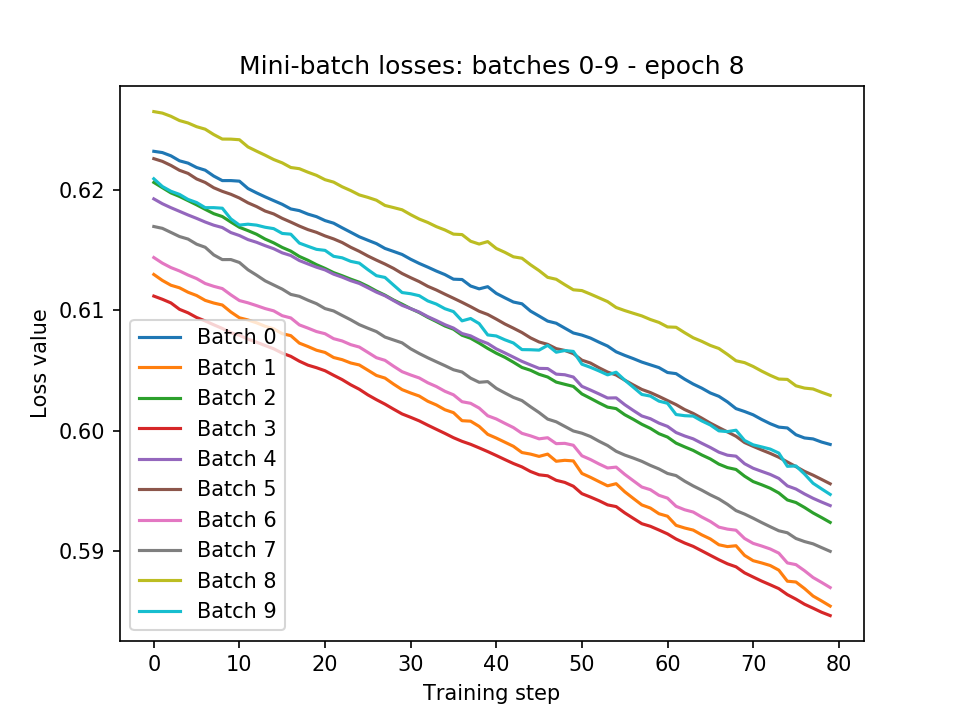 Mini-batch losses: batches 0-9 - epoch 8
Loss value
0.62
0.61
0.60
0.59
Batch 0
Batch 1
Batch 2
Batch 3
Batch 4
Batch 5
Batch 6
Batch 7
Batch 8
Batch 9
0 10 20 30 40 50 60 70 80
Training step